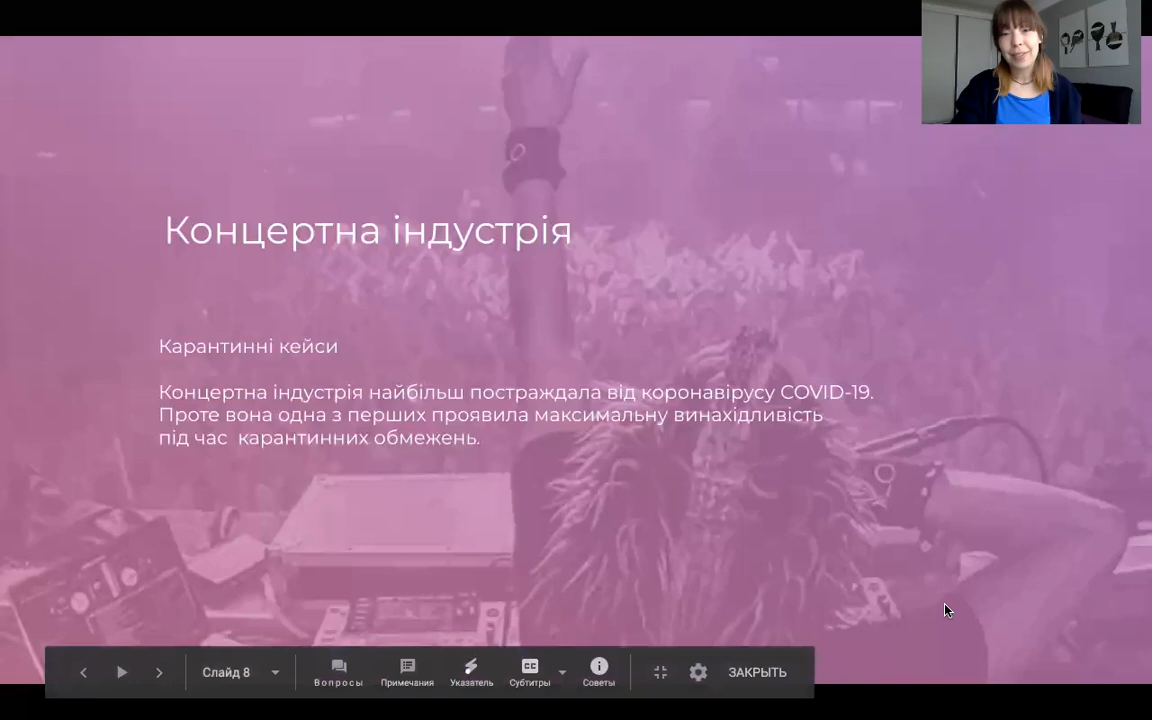 Концертна індустрія
Карантинні кейси
Концертна індустрія найбільш постраждала від коронавірусу COVID-19.
Проте вона одна з перших проявила максимальну винахідливість
під час  карантинних обмежень.
Слайд 8
Вопросы
Примечания
Указатель
CC
Субтитры
Советы
ЗАКРЫТЬ